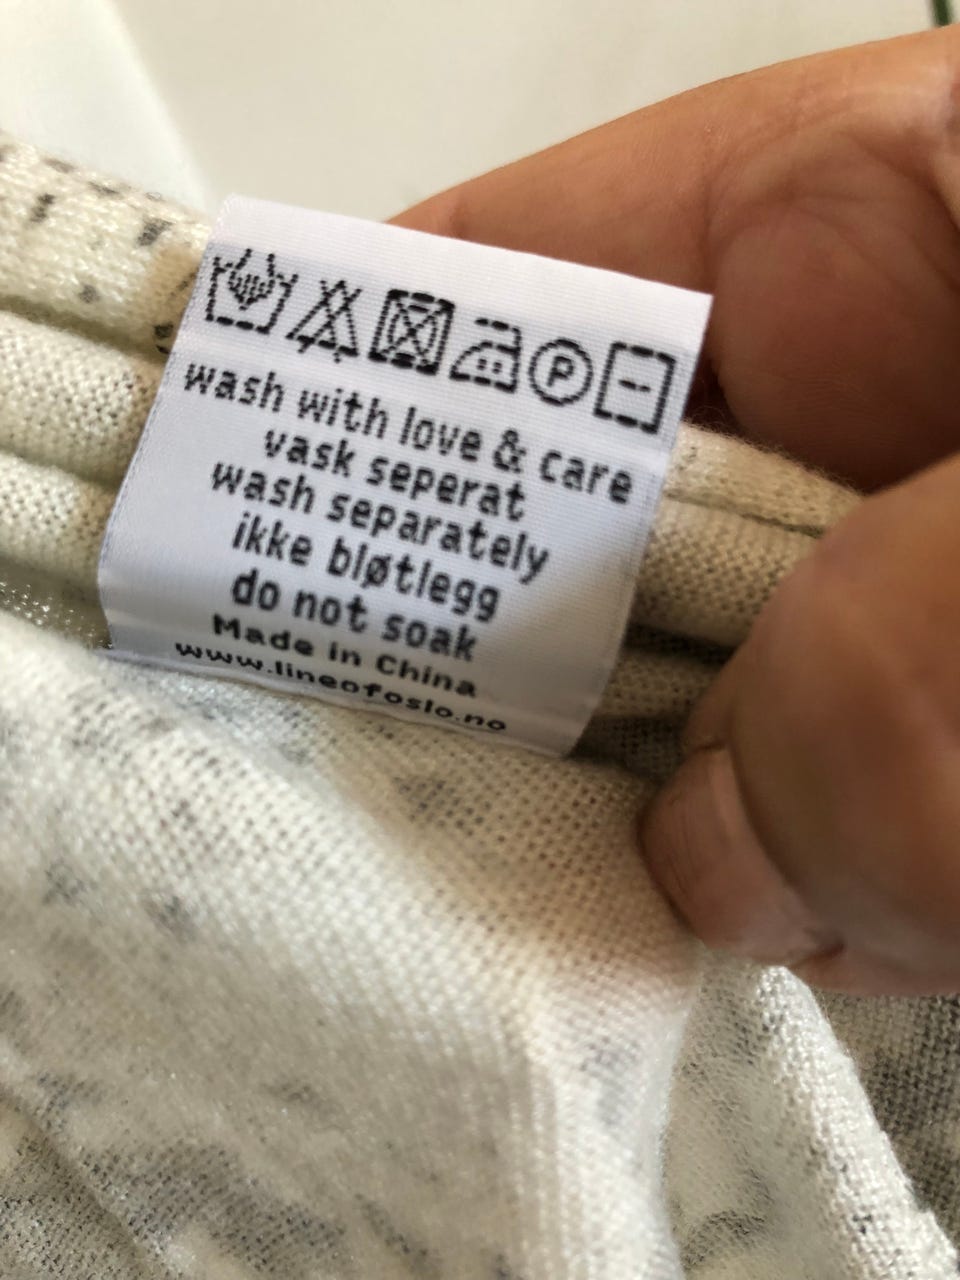 P
wash with love & care
vask seperat
wash separately
ikke bløtlegg
do not soak
Made in China
www.lineofoslo.no